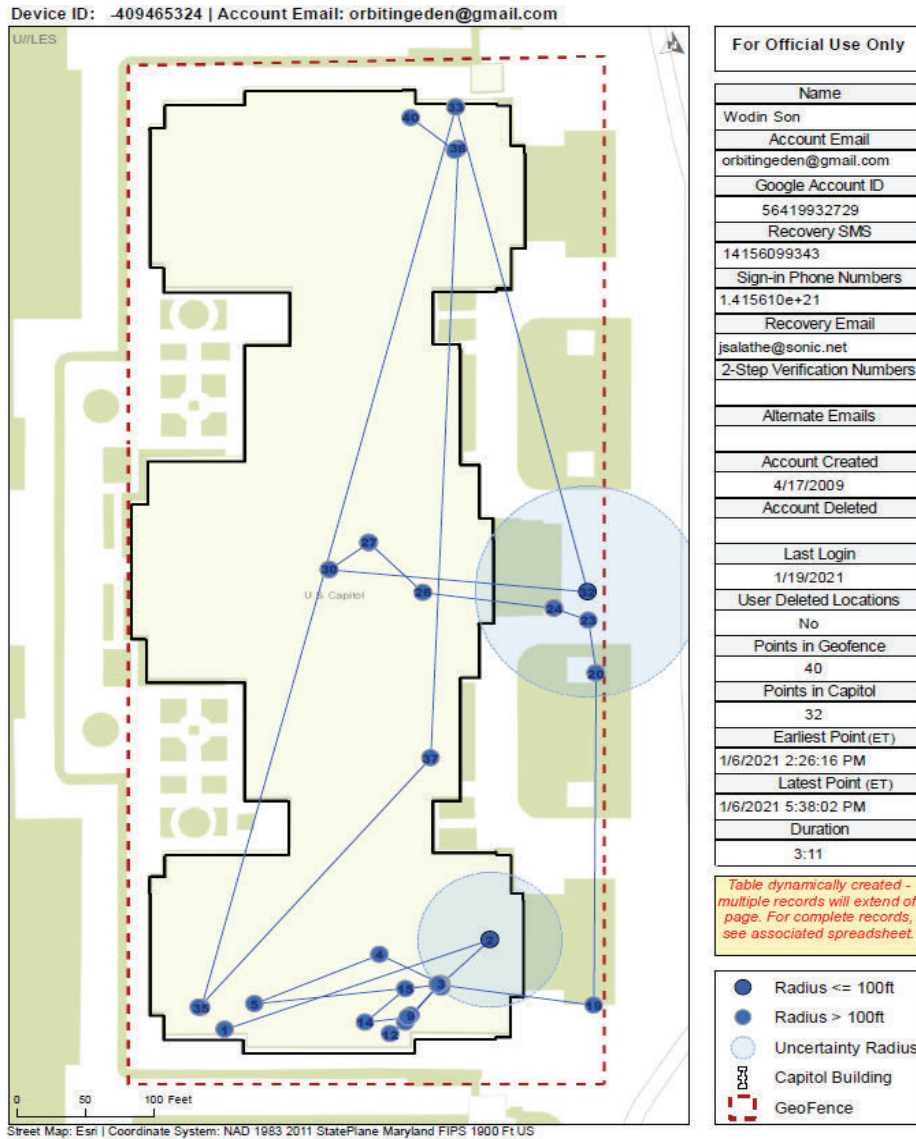 Device ID: -409465324 | Account Email: orbitingeden@gmail.com
U//LES
For Official Use Only
Name
Wodin Son
Account Email
orbitingeden@gmail.com
Google Account ID
56419932729
Recovery SMS
14156099343
Sign-in Phone Numbers
1.415610e+21
Recovery Email
jsalathe@sonic.net
2-Step Verification Numbers
Alternate Emails
Account Created
4/17/2009
Account Deleted
Last Login
1/19/2021
User Deleted Locations
No
Points in Geofence
40
Points in Capitol
32
Earliest Point (ET)
1/6/2021 2:26:16 PM
Latest Point (ET)
1/6/2021 5:38:02 PM
Duration
3:11
Table dynamically created -
multiple records will extend of
page. For complete records,
see associated spreadsheet.
Radius <= 100ft
Radius > 100ft
Uncertainty Radius
Capitol Building
GeoFence
33
40
38
27
30
32
26
U.S. Capitol
24
23
20
37
2
4
3
15
35
5
19
9
14
1
12
0 50 100 Feet
Street Map: Esri | Coordinate System: NAD 1983 2011 StatePlane Maryland FIPS 1900 Ft US